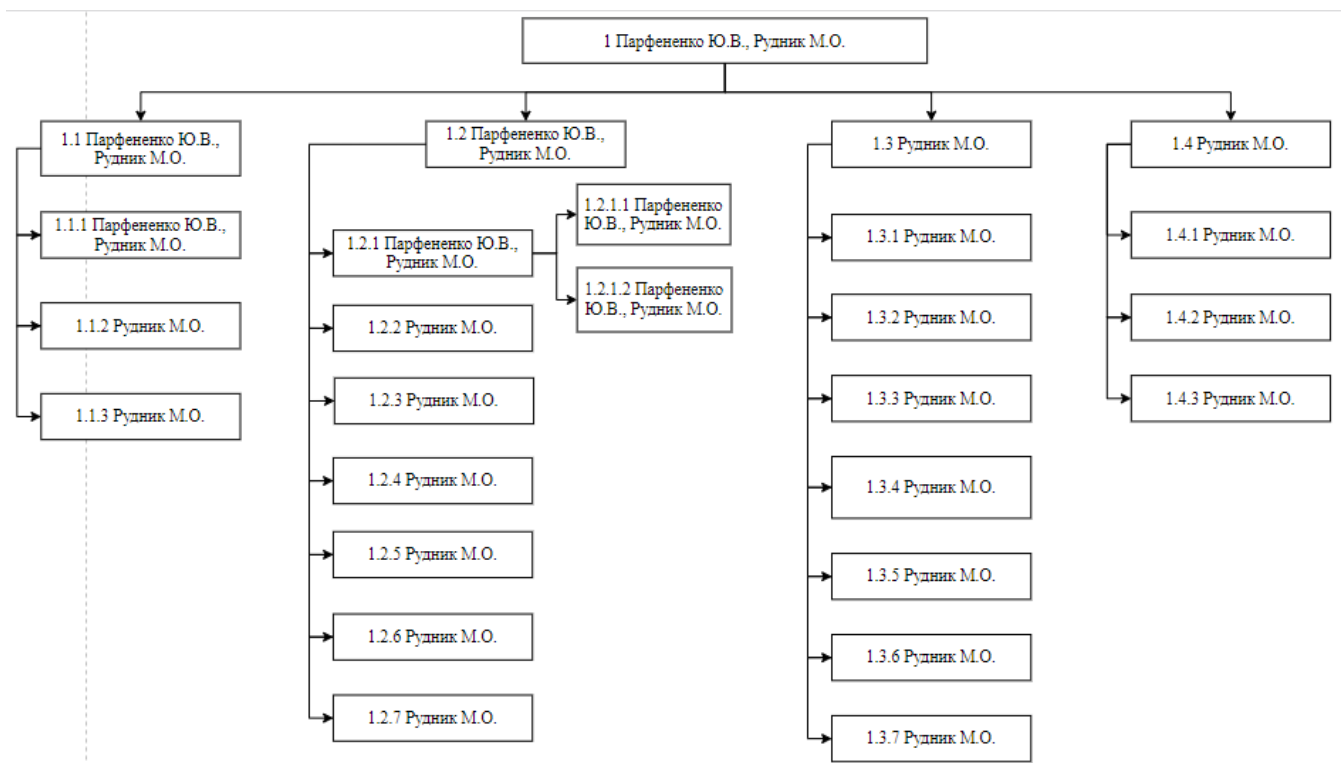 1 Парфененко Ю.В., Рудник М.О.
1.1 Парфененко Ю.В.,
Рудник М.О.
1.1.1 Парфененко Ю.В.,
Рудник М.О.
1.1.2 Рудник М.О.
1.1.3 Рудник М.О.
1.2 Парфененко Ю.В.,
Рудник М.О.
1.2.1 Парфененко Ю.В.,
Рудник М.О.
1.2.1.1 Парфененко
Ю.В., Рудник М.О.
1.2.1.2 Парфененко
Ю.В., Рудник М.О.
1.2.2 Рудник М.О.
1.2.3 Рудник М.О.
1.2.4 Рудник М.О.
1.2.5 Рудник М.О.
1.2.6 Рудник М.О.
1.2.7 Рудник М.О.
1.3 Рудник М.О.
1.3.1 Рудник М.О.
1.3.2 Рудник М.О.
1.3.3 Рудник М.О.
1.3.4 Рудник М.О.
1.3.5 Рудник М.О.
1.3.6 Рудник М.О.
1.3.7 Рудник М.О.
1.4 Рудник М.О.
1.4.1 Рудник М.О.
1.4.2 Рудник М.О.
1.4.3 Рудник М.О.